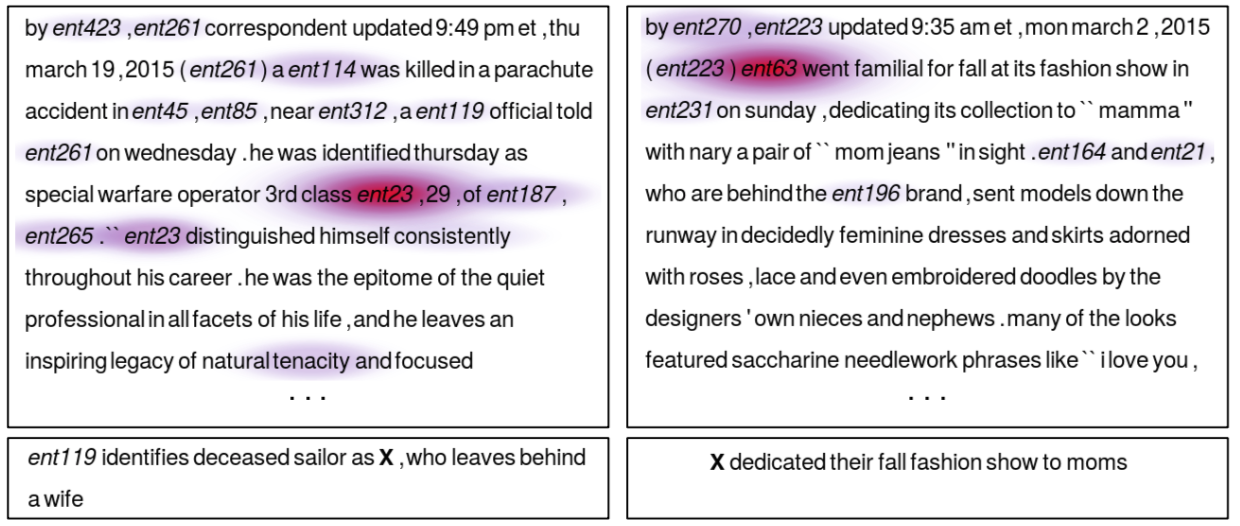 by ent423 , ent261 correspondent updated 9:49 pm et , thu
march 19 , 2015 ( ent261 ) a ent114 was killed in a parachute
accident in ent45 , ent85 , near ent312 , a ent119 official told
ent261 on wednesday . he was identified thursday as
special warfare operator 3rd class ent23 , 29 , of ent187 ,
ent265 . `` ent23 distinguished himself consistently
throughout his career . he was the epitome of the quiet
professional in all facets of his life , and he leaves an
inspiring legacy of natural tenacity and focused
. . .
ent119 identifies deceased sailor as X , who leaves behind
a wife
by ent270 , ent223 updated 9:35 am et , mon march 2 , 2015
( ent223 ) ent63 went familial for fall at its fashion show in
ent231 on sunday , dedicating its collection to `` mamma ''
with nary a pair of `` mom jeans '' in sight . ent164 and ent21 ,
who are behind the ent196 brand , sent models down the
runway in decidedly feminine dresses and skirts adorned
with roses , lace and even embroidered doodles by the
designers ' own nieces and nephews . many of the looks
featured saccharine needlework phrases like `` i love you ,
. . .
X dedicated their fall fashion show to moms